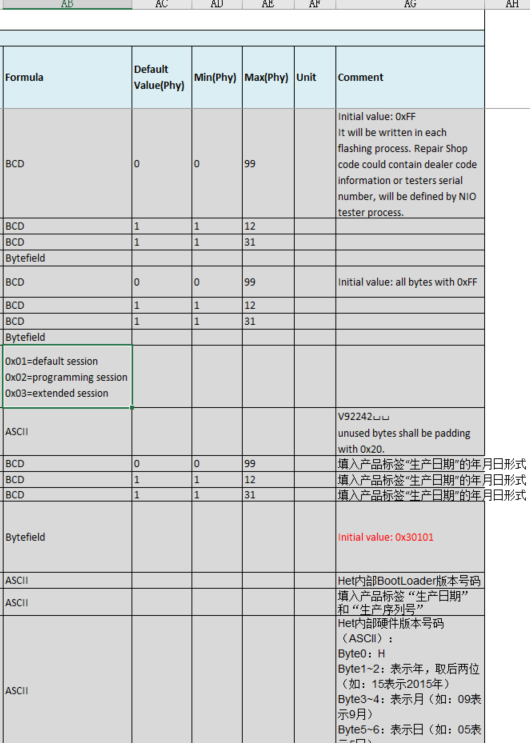 AB AC AD AE AF AG AH
Formula Default Value(Phy) Min(Phy) Max(Phy) Unit Comment
Initial value: 0xFF
It will be written in each
flashing process. Repair Shop
code could contain dealer code
information or testers serial
number, will be defined by NIO
tester process.
BCD 0 0 99
BCD 1 1 12
BCD 1 1 31
Bytefield
BCD 0 0 99 Initial value: all bytes with 0xFF
BCD 1 1 12
BCD 1 1 31
Bytefield
0x01=default session
0x02=programming session
0x03=extended session
ASCII
V92242␣␣
unused bytes shall be padding
with 0x20.
BCD 0 0 99 填入产品标签“生产日期”的年月日形式
BCD 1 1 12 填入产品标签“生产日期”的年月日形式
BCD 1 1 31 填入产品标签“生产日期”的年月日形式
Bytefield Initial value: 0x30101
ASCII Het内部BootLoader版本号码
ASCII
填入产品标签“生产日期”
和“生产序列号”
ASCII
Het内部硬件版本号码
（ASCII）:
Byte0：H
Byte1~2：表示年，取后两位
（如：15表示2015年）
Byte3~4：表示月（如：09表
示9月）
Byte5~6：表示日（如：05表